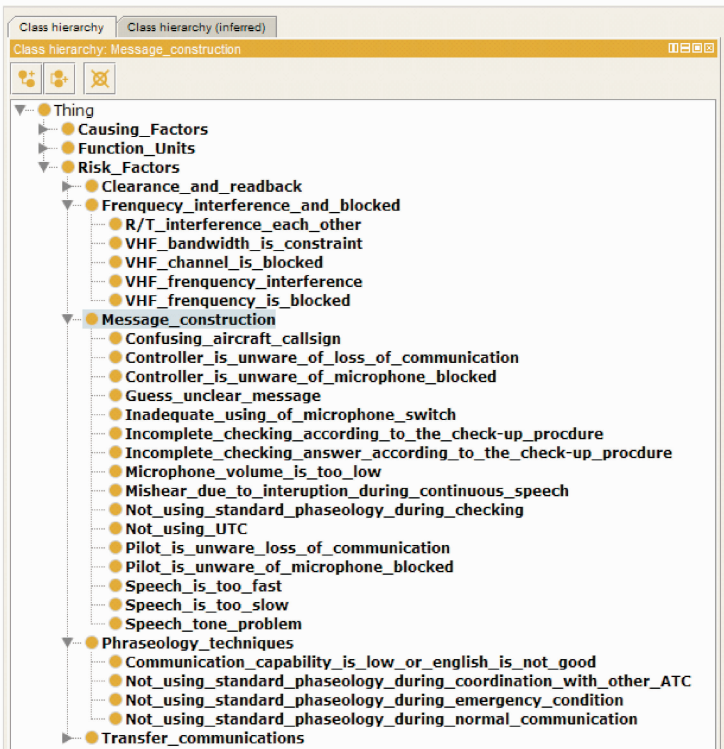 Class hierarchy Class hierarchy (inferred)
Class hierarchy: Message_construction
Thing
Causing_Factors
Function_Units
Risk_Factors
Clearance_and_readback
Frenquecy_interference_and_blocked
R/T_interference_each_other
VHF_bandwidth_is_constraint
VHF_channel_is_blocked
VHF_frenquency_interference
VHF_frenquency_is_blocked
Message_construction
Confusing_aircraft_callsign
Controller_is_unware_of_loss_of_communication
Controller_is_unware_of_microphone_blocked
Guess_unclear_message
Inadequate_using_of_microphone_switch
Incomplete_checking_according_to_the_check-up_procdure
Incomplete_checking_answer_according_to_the_check-up_procdure
Microphone_volume_is_too_low
Mishear_due_to_interuption_during_continuous_speech
Not_using_standard_phaseology_during_checking
Not_using_UTC
Pilot_is_unware_loss_of_communication
Pilot_is_unware_of_microphone_blocked
Speech_is_too_fast
Speech_is_too_slow
Speech_tone_problem
Phraseology_techniques
Communication_capability_is_low_or_english_is_not_good
Not_using_standard_phaseology_during_coordination_with_other_ATC
Not_using_standard_phaseology_during_emergency_condition
Not_using_standard_phaseology_during_normal_communication
Transfer_communications